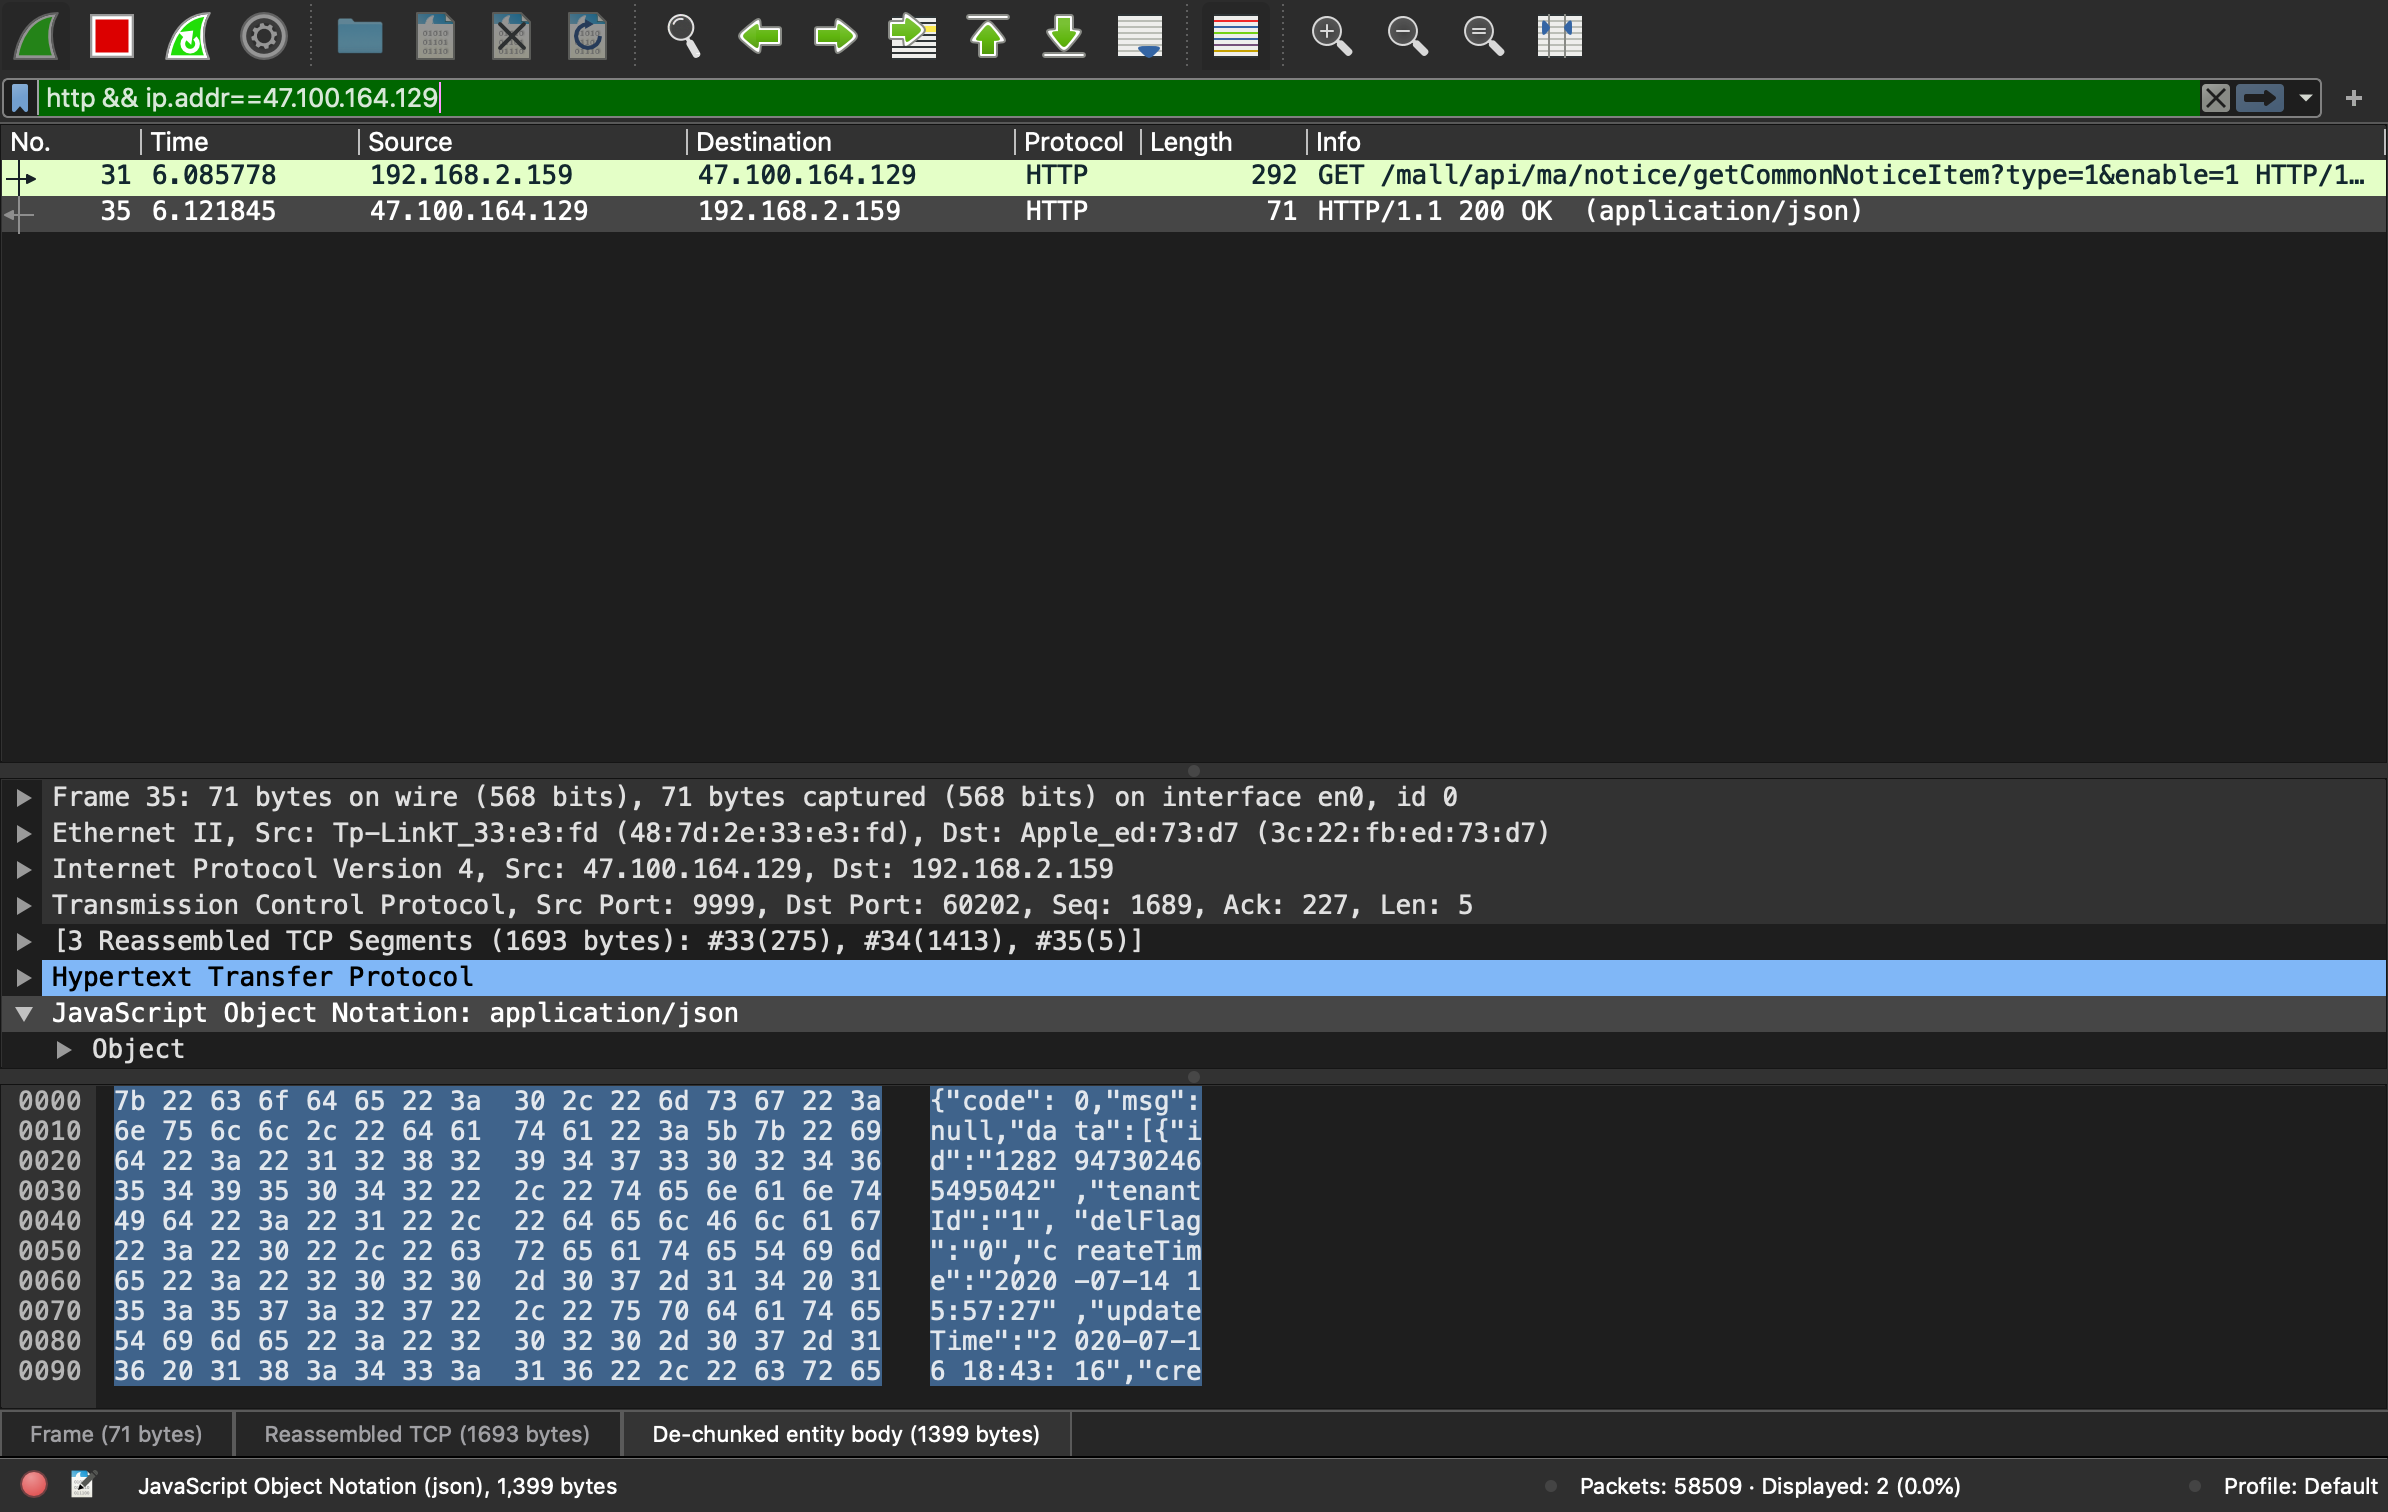 http && ip.addr==47.100.164.129
No. Time Source Destination Protocol Length Info
31 6.085778 192.168.2.159 47.100.164.129 HTTP 292 GET /mall/api/ma/notice/getCommonNoticeItem?type=1&enable=1 HTTP/1…
35 6.121845 47.100.164.129 192.168.2.159 HTTP 71 HTTP/1.1 200 OK  (application/json)
Frame 35: 71 bytes on wire (568 bits), 71 bytes captured (568 bits) on interface en0, id 0
Ethernet II, Src: Tp-LinkT_33:e3:fd (48:7d:2e:33:e3:fd), Dst: Apple_ed:73:d7 (3c:22:fb:ed:73:d7)
Internet Protocol Version 4, Src: 47.100.164.129, Dst: 192.168.2.159
Transmission Control Protocol, Src Port: 9999, Dst Port: 60202, Seq: 1689, Ack: 227, Len: 5
[3 Reassembled TCP Segments (1693 bytes): #33(275), #34(1413), #35(5)]
Hypertext Transfer Protocol
JavaScript Object Notation: application/json
Object
0000 7b 22 63 6f 64 65 22 3a 30 2c 22 6d 73 67 22 3a {"code": 0,"msg":
0010 6e 75 6c 6c 2c 22 64 61 74 61 22 3a 5b 7b 22 69 null,"da ta":[{"i
0020 64 22 3a 22 31 32 38 32 39 34 37 33 30 32 34 36 d":"1282 94730246
0030 35 34 39 35 30 34 32 22 2c 22 74 65 6e 61 6e 74 5495042" ,"tenant
0040 49 64 22 3a 22 31 22 2c 22 64 65 6c 46 6c 61 67 Id":"1", "delFlag
0050 22 3a 22 30 22 2c 22 63 72 65 61 74 65 54 69 6d ":"0","c reateTim
0060 65 22 3a 22 32 30 32 30 2d 30 37 2d 31 34 20 31 e":"2020 -07-14 1
0070 35 3a 35 37 3a 32 37 22 2c 22 75 70 64 61 74 65 5:57:27" ,"update
0080 54 69 6d 65 22 3a 22 32 30 32 30 2d 30 37 2d 31 Time":"2 020-07-1
0090 36 20 31 38 3a 34 33 3a 31 36 22 2c 22 63 72 65 6 18:43: 16","cre
Frame (71 bytes) Reassembled TCP (1693 bytes) De-chunked entity body (1399 bytes)
JavaScript Object Notation (json), 1,399 bytes Packets: 58509 · Displayed: 2 (0.0%) Profile: Default